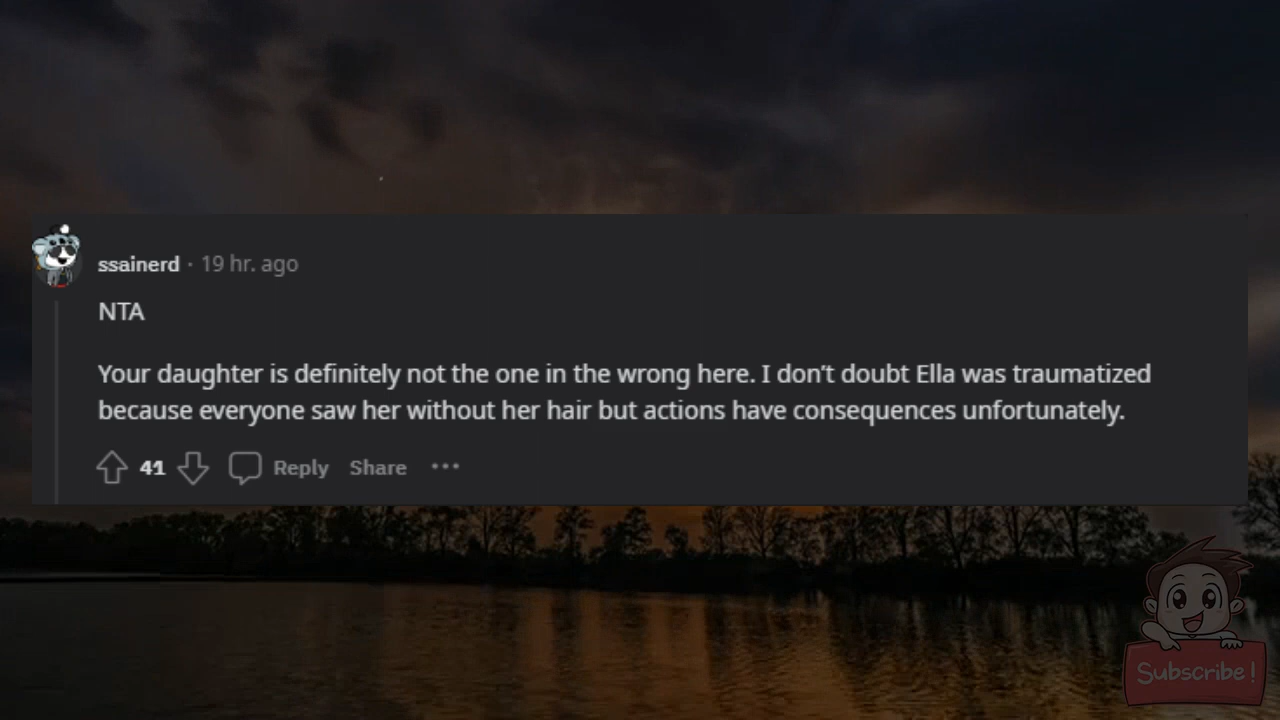 ssainerd · 19 hr. ago
NTA
Your daughter is definitely not the one in the wrong here. I don't doubt Ella was traumatized
because everyone saw her without her hair but actions have consequences unfortunately.
41 Reply Share ···
Subscribe!